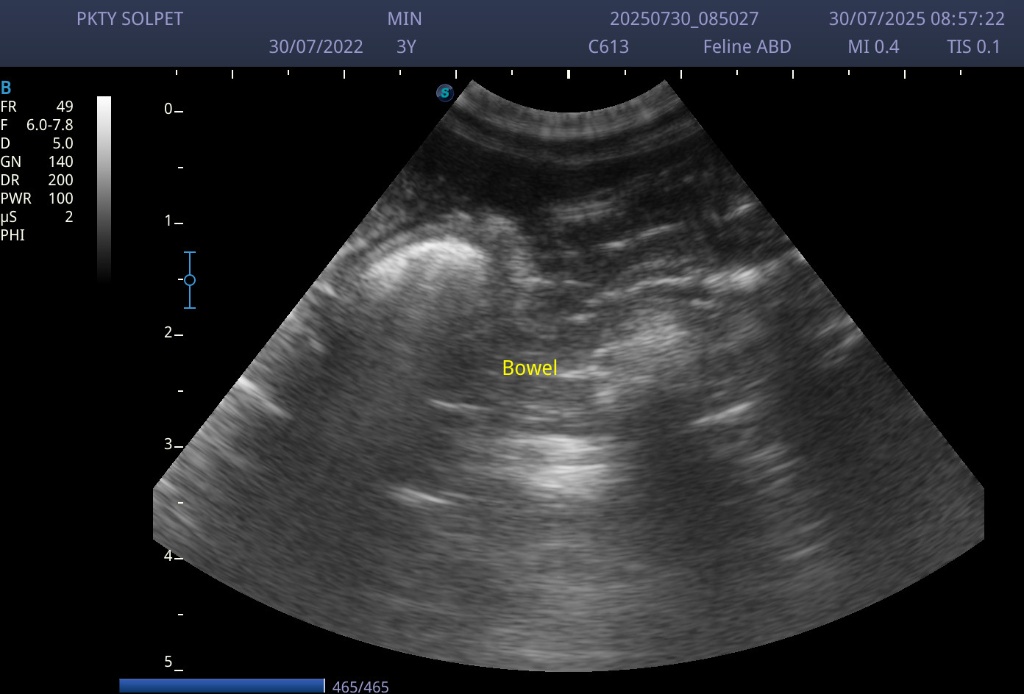 PKTY SOLPET MIN 20250730_085027 30/07/2025 08:57:22
30/07/2022 3Y C613 Feline ABD MI 0.4 TIS 0.1
B
FR 49
F 6.0-7.8
D 5.0
GN 140
DR 200
PWR 100
µS 2
PHI
S
0
1
2
3
4
5
Bowel
465/465